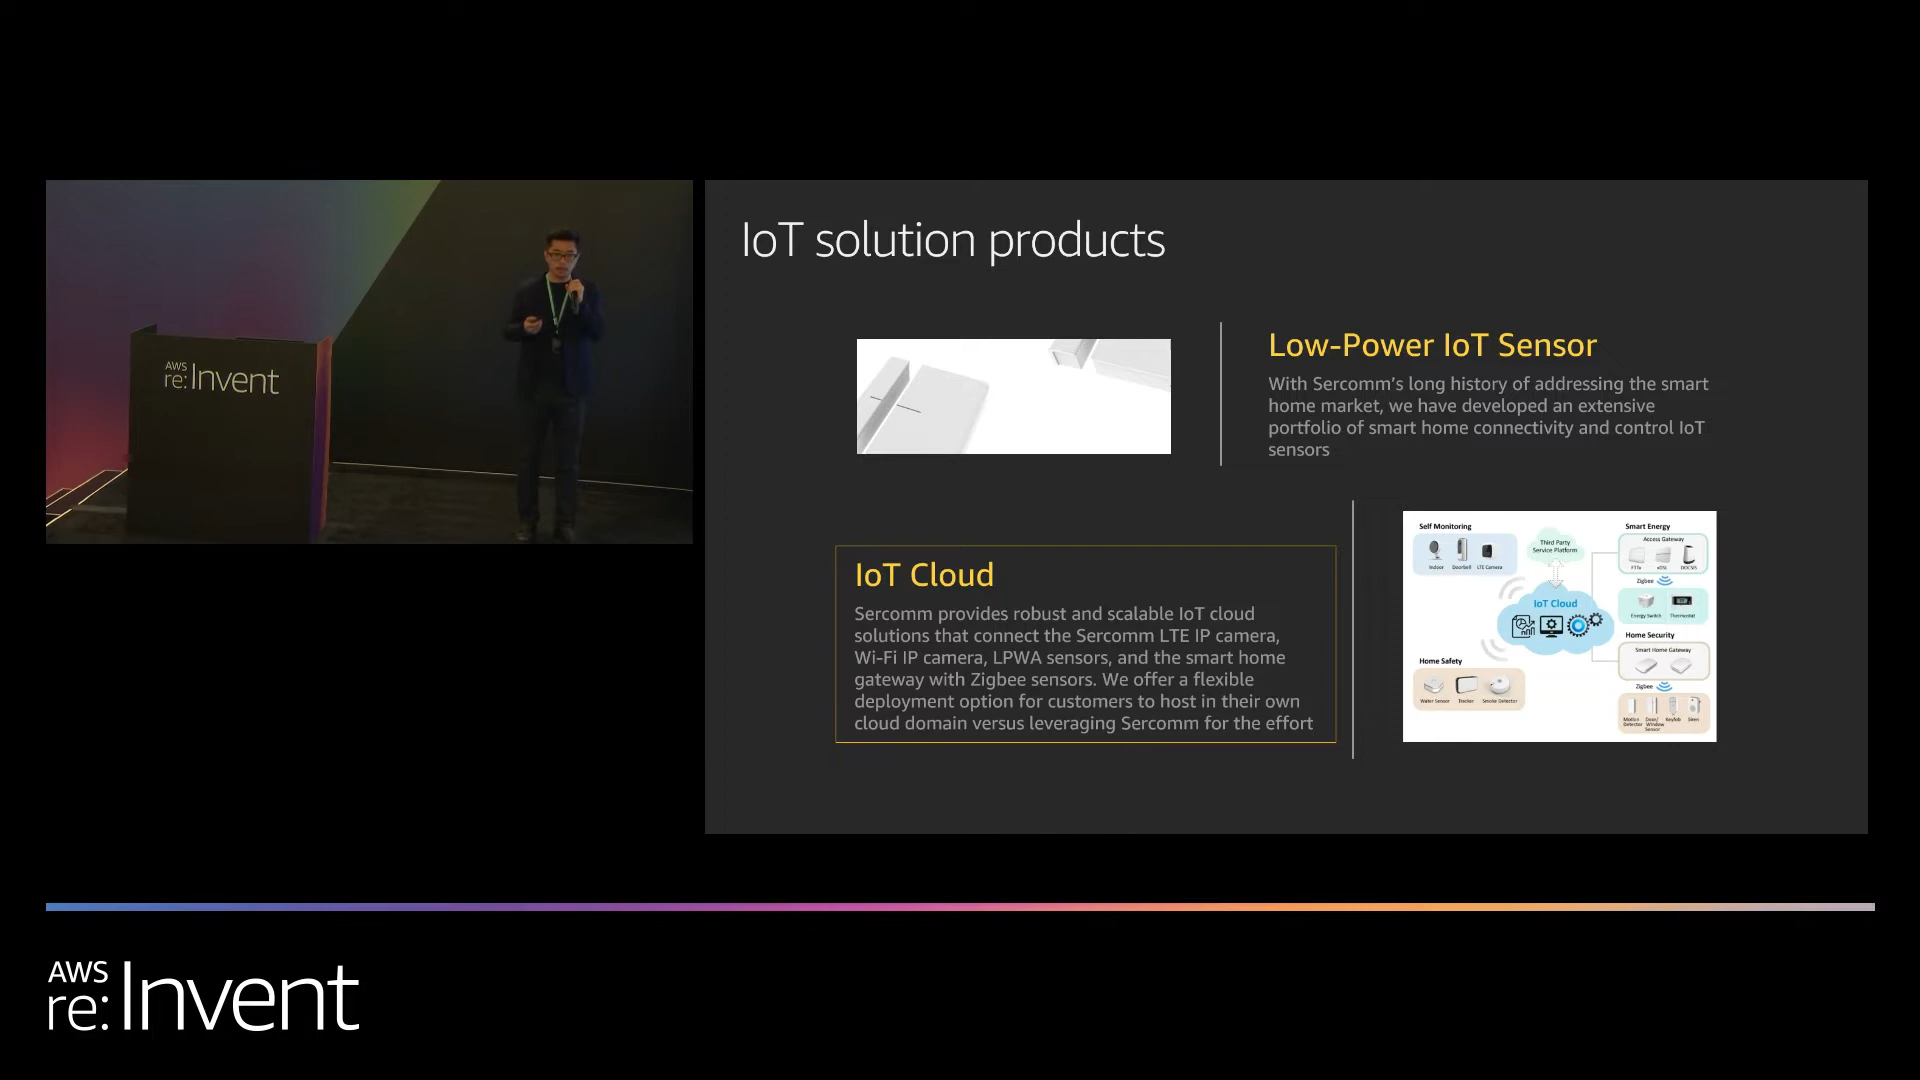 AWS
re:Invent
IoT solution products
Low-Power IoT Sensor
With Sercomm's long history of addressing the smart
home market, we have developed an extensive
portfolio of smart home connectivity and control IoT
sensors
IoT Cloud
Sercomm provides robust and scalable IoT cloud
solutions that connect the Sercomm LTE IP camera,
Wi-Fi IP camera, LPWA sensors, and the smart home
gateway with Zigbee sensors. We offer a flexible
deployment option for customers to host in their own
cloud domain versus leveraging Sercomm for the effort
Self Monitoring
Indoor Doorbell LTE Camera
Third Party
Service Platform
IoT Cloud
Smart Energy
Access Gateway
FTTx xDSL DOCSIS
Zigbee
Energy Switch Thermostat
Home Security
Smart Home Gateway
Zigbee
Motion Detector Door/Window Sensor Keyfob Siren
Home Safety
Water Sensor Tracker Smoke Detector
AWS
re:Invent